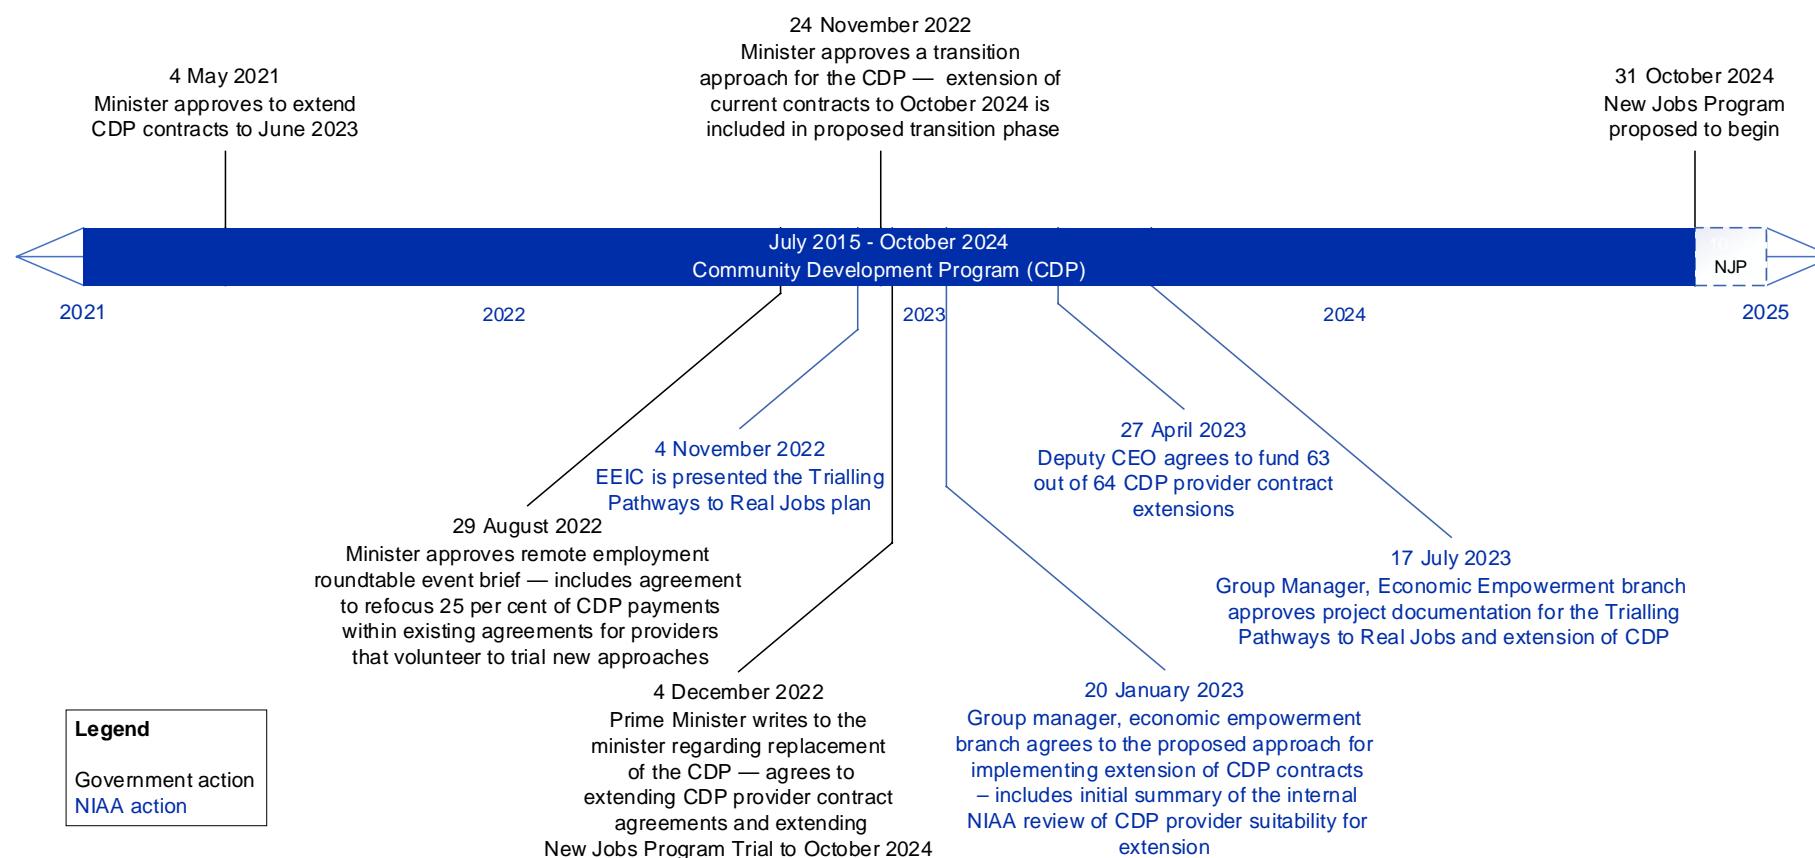 24 November 2022
Minister approves a transition
approach for the CDP — extension of
current contracts to October 2024 is
included in proposed transition phase
4 May 2021
Minister approves to extend
CDP contracts to June 2023
31 October 2024
New Jobs Program
proposed to begin
July 2015 - October 2024
Community Development Program (CDP)
NJP
2021
2022
2023
2024
2025
4 November 2022
EEIC is presented the Trialling
Pathways to Real Jobs plan
27 April 2023
Deputy CEO agrees to fund 63
out of 64 CDP provider contract
extensions
29 August 2022
Minister approves remote employment
roundtable event brief — includes agreement
to refocus 25 per cent of CDP payments
within existing agreements for providers
that volunteer to trial new approaches
17 July 2023
Group Manager, Economic Empowerment branch
approves project documentation for the Trialling
Pathways to Real Jobs and extension of CDP
4 December 2022
Prime Minister writes to the
minister regarding replacement
of the CDP — agrees to
extending CDP provider contract
agreements and extending
New Jobs Program Trial to October 2024
20 January 2023
Group manager, economic empowerment
branch agrees to the proposed approach for
implementing extension of CDP contracts
– includes initial summary of the internal
NIAA review of CDP provider suitability for
extension
Legend
Government action
NIAA action